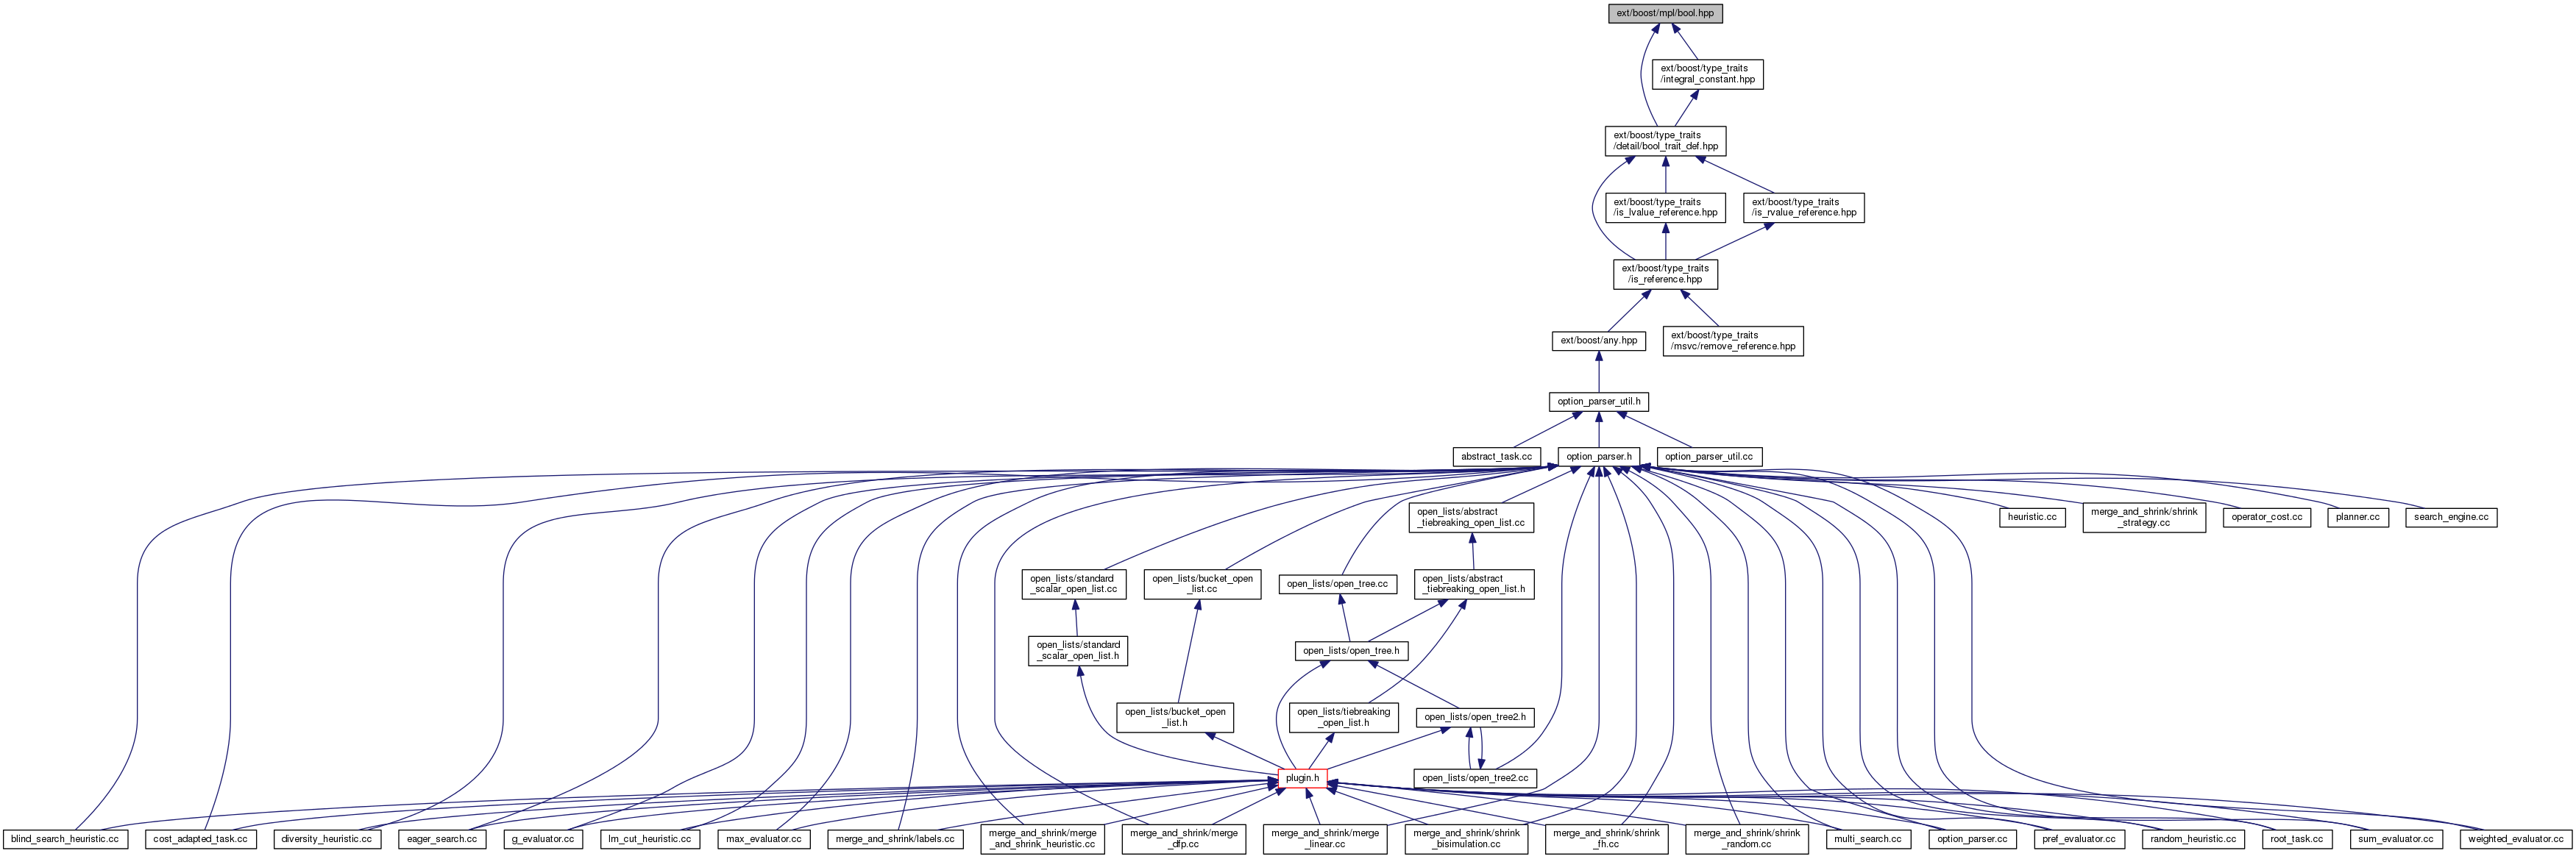 ext/boost/mpl/bool.hpp
ext/boost/type_traits
/integral_constant.hpp
ext/boost/type_traits
/detail/bool_trait_def.hpp
ext/boost/type_traits
/is_lvalue_reference.hpp
ext/boost/type_traits
/is_rvalue_reference.hpp
ext/boost/type_traits
/is_reference.hpp
ext/boost/any.hpp
ext/boost/type_traits
/msvc/remove_reference.hpp
option_parser_util.h
abstract_task.cc
option_parser.h
option_parser_util.cc
open_lists/abstract
_tiebreaking_open_list.cc
heuristic.cc
merge_and_shrink/shrink
_strategy.cc
operator_cost.cc
planner.cc
search_engine.cc
open_lists/standard
_scalar_open_list.cc
open_lists/bucket_open
_list.cc
open_lists/open_tree.cc
open_lists/abstract
_tiebreaking_open_list.h
open_lists/standard
_scalar_open_list.h
open_lists/open_tree.h
open_lists/bucket_open
_list.h
open_lists/tiebreaking
_open_list.h
open_lists/open_tree2.h
plugin.h
open_lists/open_tree2.cc
blind_search_heuristic.cc
cost_adapted_task.cc
diversity_heuristic.cc
eager_search.cc
g_evaluator.cc
lm_cut_heuristic.cc
max_evaluator.cc
merge_and_shrink/labels.cc
merge_and_shrink/merge
_and_shrink_heuristic.cc
merge_and_shrink/merge
_dfp.cc
merge_and_shrink/merge
_linear.cc
merge_and_shrink/shrink
_bisimulation.cc
merge_and_shrink/shrink
_fh.cc
merge_and_shrink/shrink
_random.cc
multi_search.cc
option_parser.cc
pref_evaluator.cc
random_heuristic.cc
root_task.cc
sum_evaluator.cc
weighted_evaluator.cc